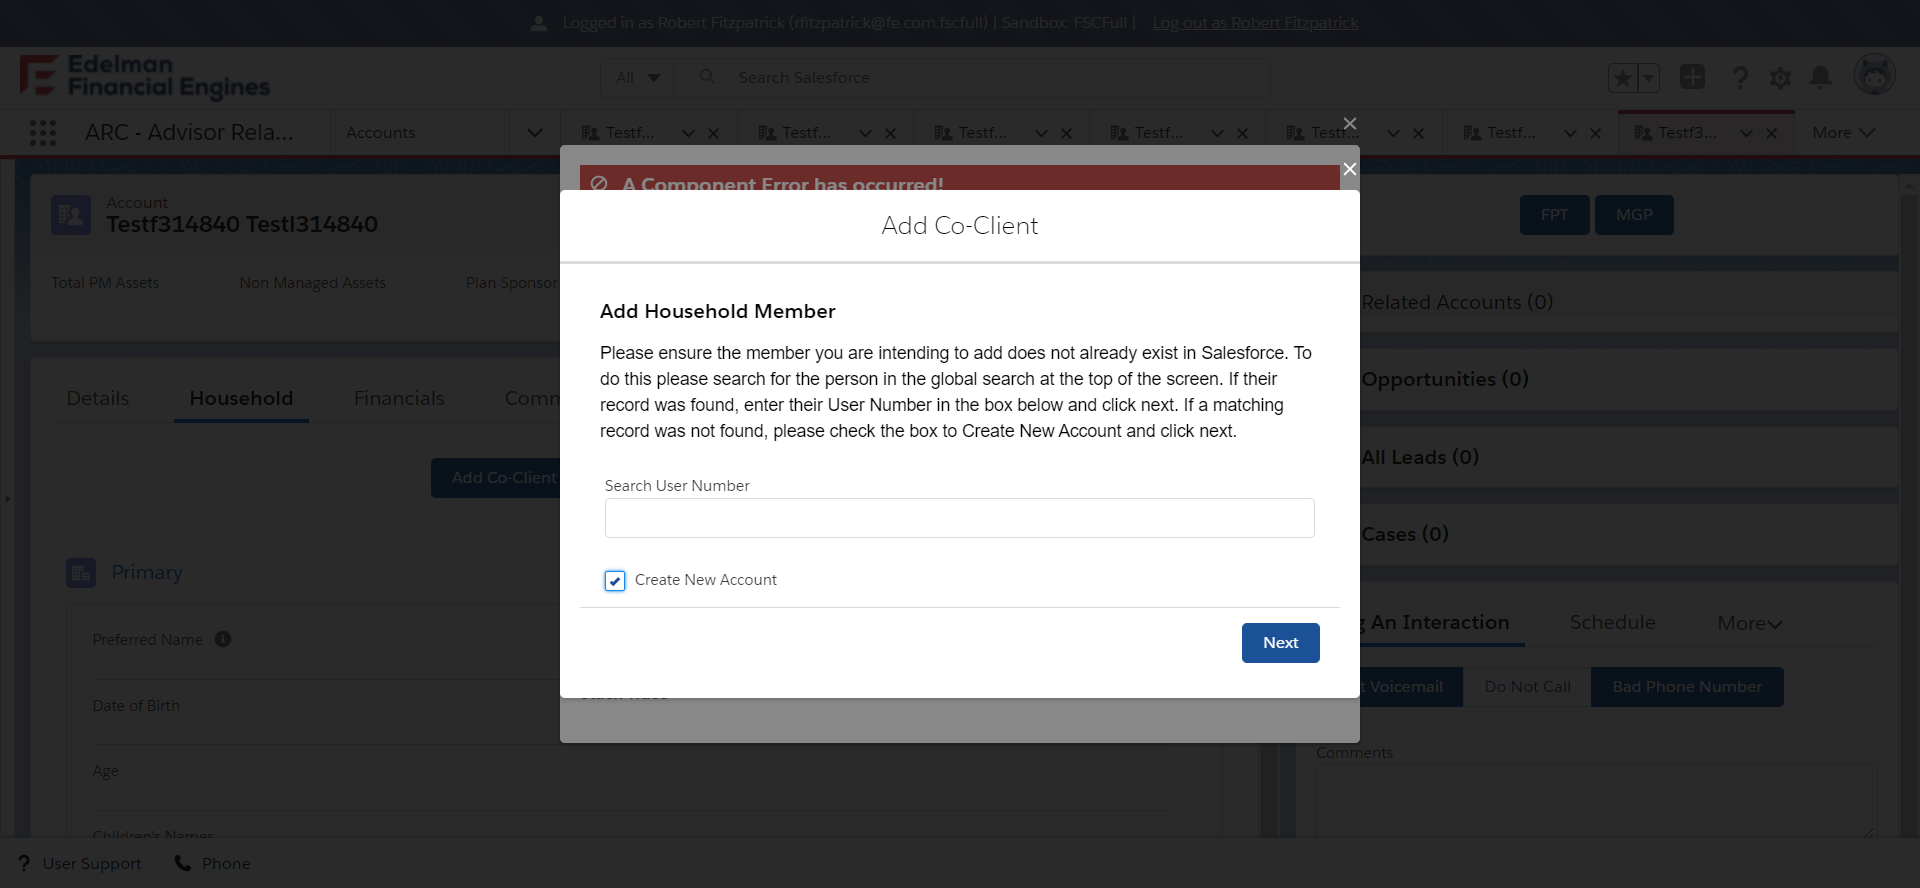 Logged in as Robert Fitzpatrick (rfitzpatrick@fe.com.fscfull) | Sandbox: FSCFull | Log out as Robert Fitzpatrick
Edelman
Financial Engines
All
Search Salesforce
ARC - Advisor Rela...
Accounts
Testf...
Testf...
Testf...
Testf...
Testf...
Testf...
Testf3...
More
A Component Error has occurred!
Account
Testf314840 Testl314840
FPT
MGP
Total PM Assets
Non Managed Assets
Plan Sponsor
Add Co-Client
Related Accounts (0)
Add Household Member
Please ensure the member you are intending to add does not already exist in Salesforce. To
do this please search for the person in the global search at the top of the screen. If their
record was found, enter their User Number in the box below and click next. If a matching
record was not found, please check the box to Create New Account and click next.
Opportunities (0)
Details
Household
Financials
Comm
All Leads (0)
Add Co-Client
Search User Number
Cases (0)
Primary
Create New Account
An Interaction
Schedule
More
Preferred Name
Next
Voicemail
Do Not Call
Bad Phone Number
Date of Birth
Comments
Age
Children's Names
User Support
Phone